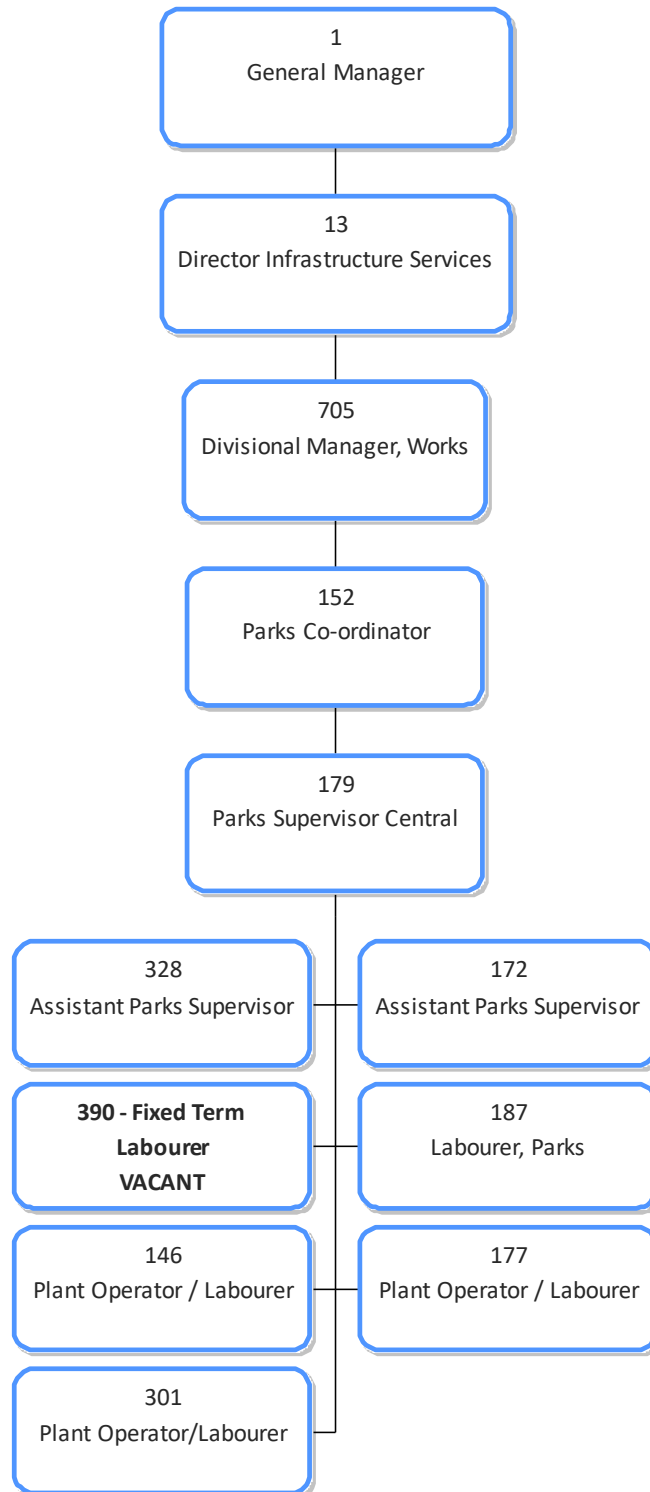 1
General Manager
13
Director Infrastructure Services
705
Divisional Manager, Works
152
Parks Co-ordinator
179
Parks Supervisor Central
328
Assistant Parks Supervisor
172
Assistant Parks Supervisor
390 - Fixed Term
Labourer
VACANT
187
Labourer, Parks
146
Plant Operator / Labourer
177
Plant Operator / Labourer
301
Plant Operator/Labourer